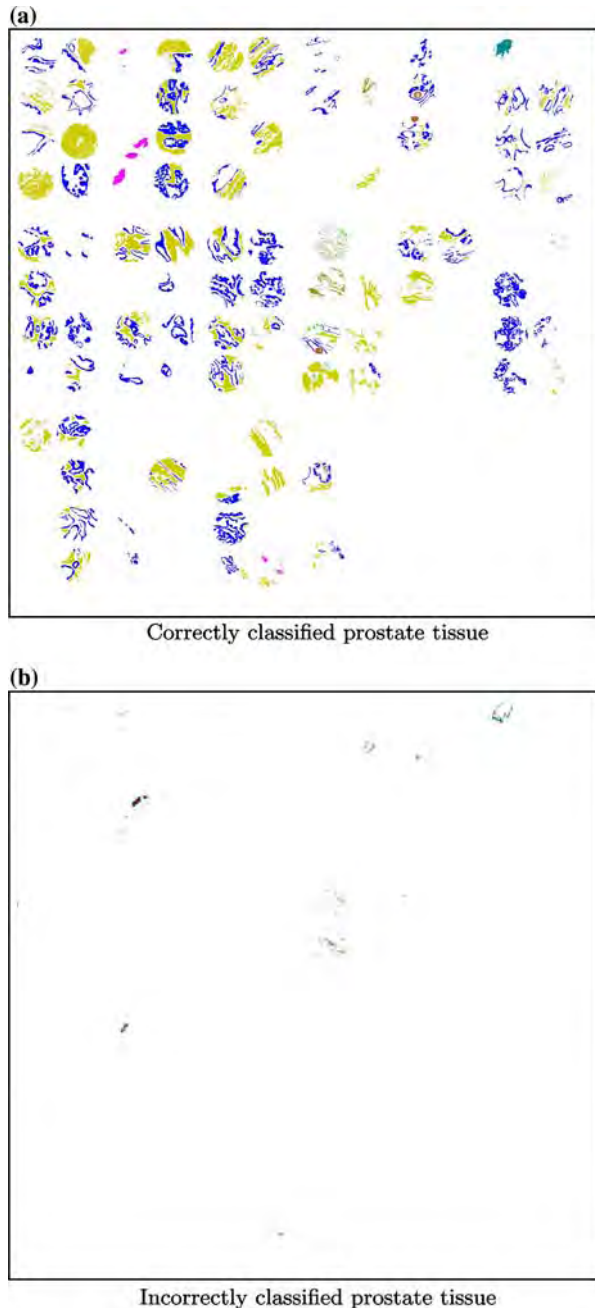 (a)
Correctly classified prostate tissue
(b)
Incorrectly classified prostate tissue